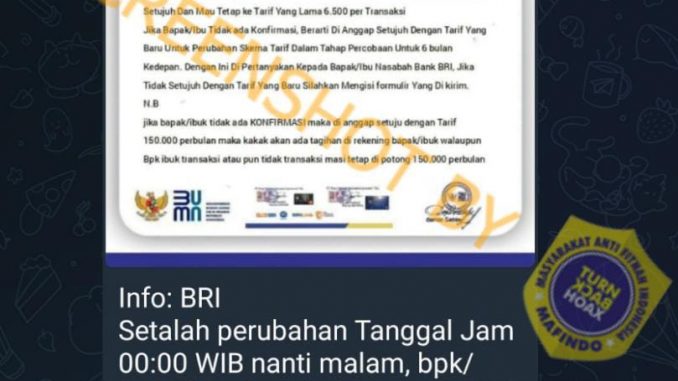 Setujuh Dan Mau Tetap ke Tarif Yang Lama 6.500 per Transaksi
Jika Bapak/Ibu Tidak ada Konfirmasi, Berarti Di Anggap Setujuh Dengan Tarif Yang
Baru Untuk Perubahan Skema Tarif Dalam Tahap Percobaan Untuk 6 bulan
Kedepan. Dengan Ini Di Pertanyakan Kepada Bapak/Ibu Nasabah Bank BRI, Jika
Tidak Setujuh Dengan Tarif Yang Baru Silahkan Mengisi formulir Yang Di kirim.
N.B
jika bapak/ibuk tidak ada KONFIRMASI maka di anggap setuju dengan Tarif
150.000 perbulan maka kakak akan ada tagihan di rekening bapak/ibuk walaupun
Bpk ibuk transaksi atau pun tidak transaksi masi tetap di potong 150.000 perbulan
BUMN
SCREENSHOT BY
MASYARAKAT ANTI FITNAH INDONESIA
TURN
BACK
HOAX
MAFINDO
Info: BRI
Setalah perubahan Tanggal Jam
00:00 WIB nanti malam, bpk/